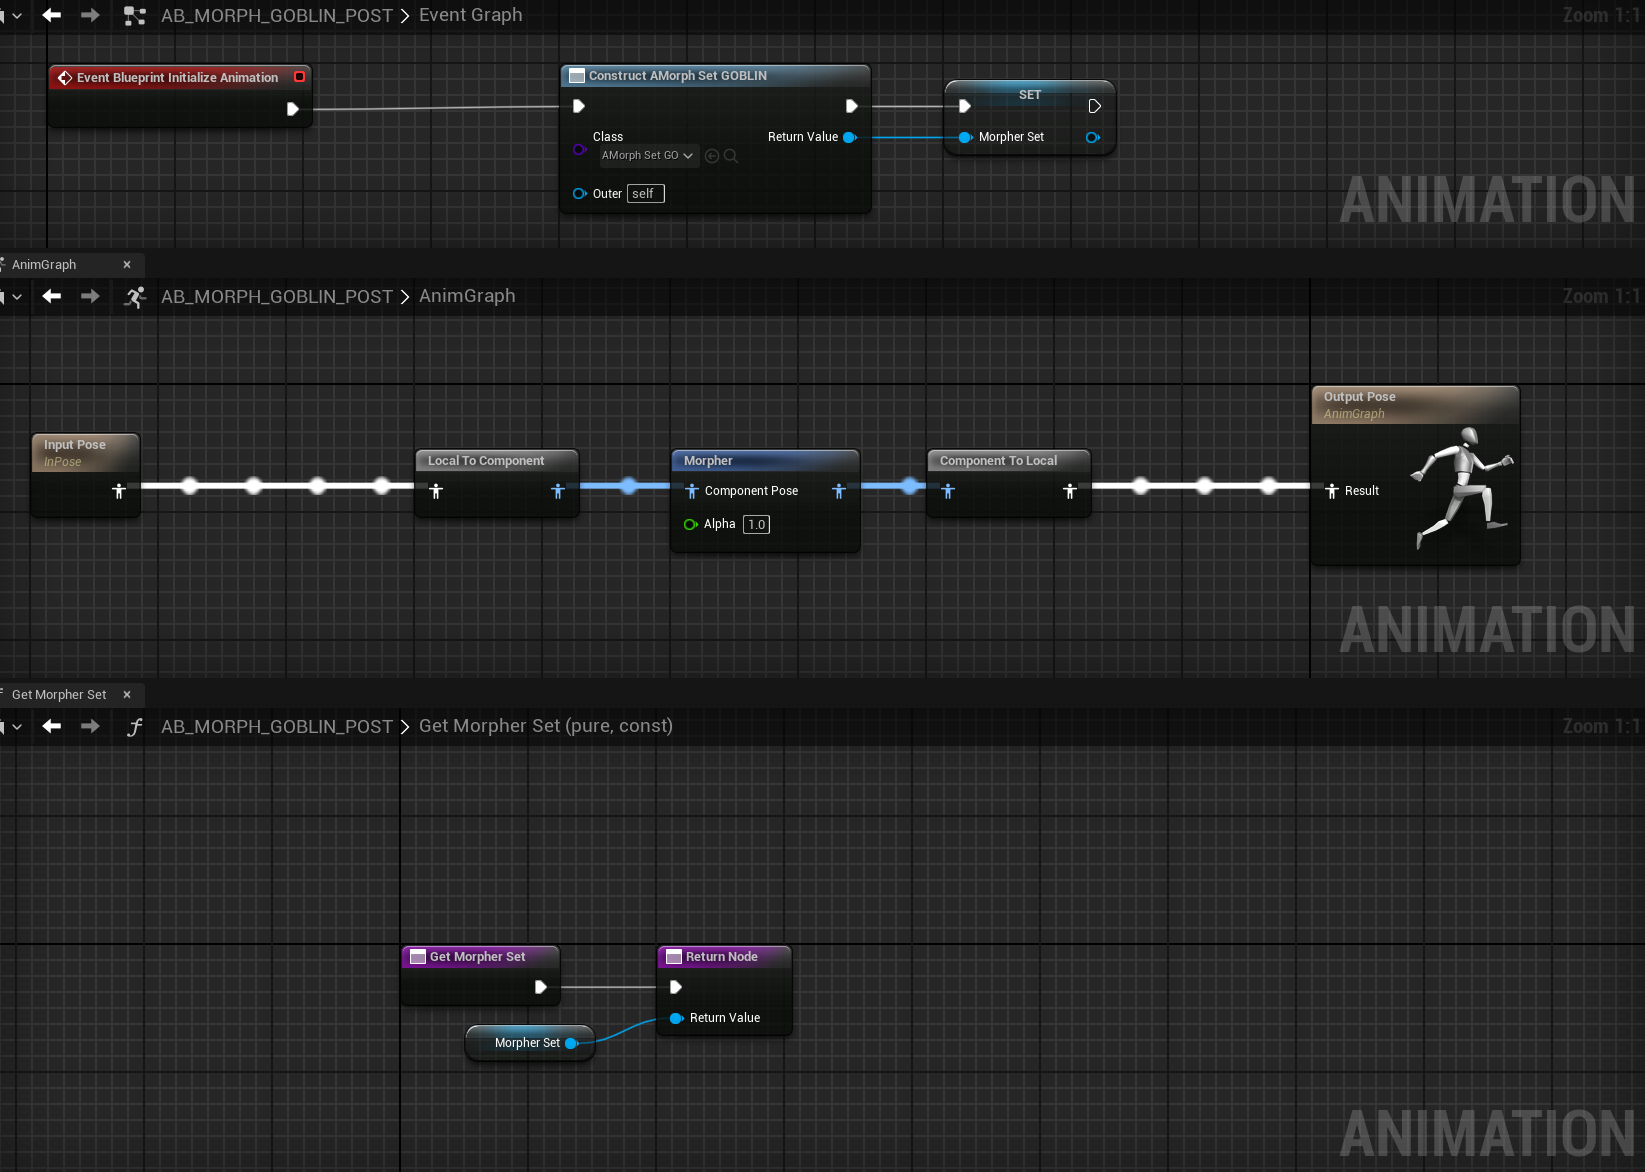 AB_MORPH_GOBLIN_POST > Event Graph
Zoom 1:1
Event Blueprint Initialize Animation
Construct AMorph Set GOBLIN
SET
Class
Return Value
Morpher Set
AMorph Set GO
Outer self
ANIMATION
AnimGraph
AB_MORPH_GOBLIN_POST > AnimGraph
Zoom 1:1
Output Pose
AnimGraph
Input Pose
InPose
Local To Component
Morpher
Component To Local
Component Pose
Result
Alpha 1.0
ANIMATION
Get Morpher Set
AB_MORPH_GOBLIN_POST > Get Morpher Set (pure, const)
Zoom 1:1
Get Morpher Set
Return Node
Return Value
Morpher Set
ANIMATION